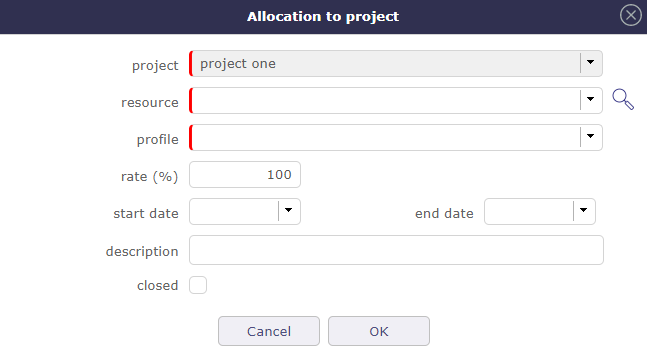 Allocation to project
project project one
resource
profile
rate (%) 100
start date end date
description
closed
Cancel OK